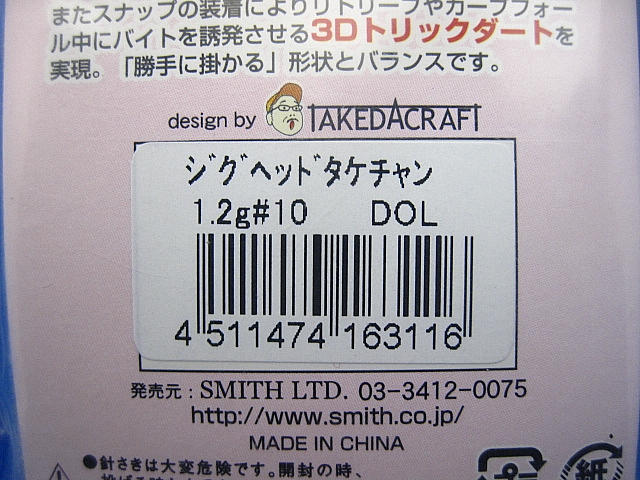 またスナップの装着によりリトリーブやカーブフォー
ル中にバイトを誘発させる3Dトリックダートを
実現。「勝手に掛かる」形状とバランスです。
design by TAKEDACRAFT
ジグヘッドタケチャン
1.2g#10 DOL
4 511474 163116
発売元:SMITH LTD. 03-3412-0075
http://www.smith.co.jp/
MADE IN CHINA
●針さきは大変危険です。開封の時、
プラ 紙